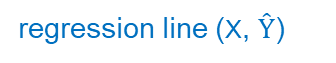 regression line (X, Ŷ)